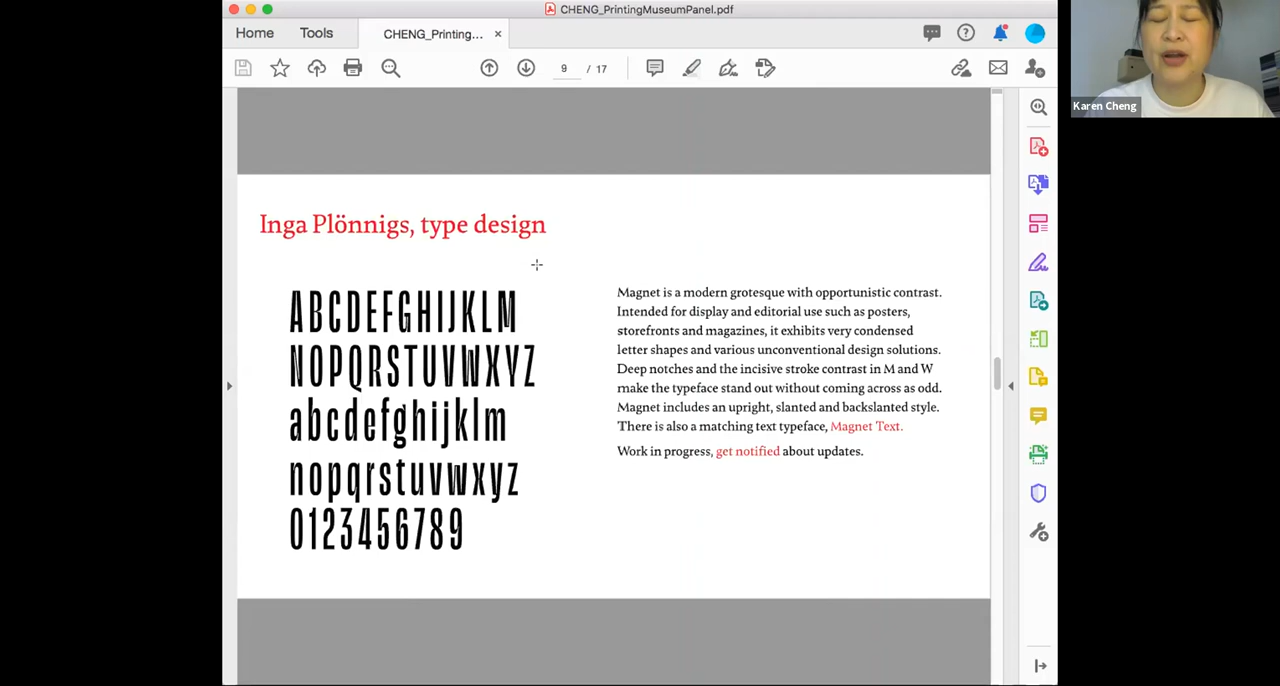 CHENG_PrintingMuseumPanel.pdf
Home
Tools
CHENG_Printing...
9 / 17
Karen Cheng
Inga Plönnigs, type design
ABCDEFGHIJKLM
NOPQRSTUVWXYZ
abcdefghijklm
nopqrstuvwxyz
0123456789
Magnet is a modern grotesque with opportunistic contrast.
Intended for display and editorial use such as posters,
storefronts and magazines, it exhibits very condensed
letter shapes and various unconventional design solutions.
Deep notches and the incisive stroke contrast in M and W
make the typeface stand out without coming across as odd.
Magnet includes an upright, slanted and backslanted style.
There is also a matching text typeface, Magnet Text.
Work in progress, get notified about updates.